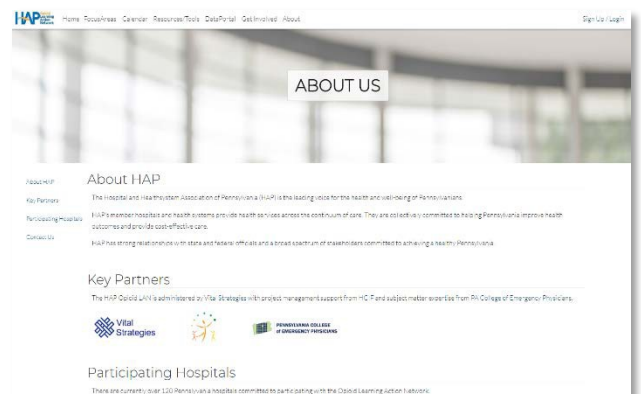 HAP Opioid Learning Action Network
Home FocusAreas Calendar Resources/Tools DataPortal Get Involved About
Sign Up / Login
ABOUT US
About HAP
Key Partners
Participating Hospitals
Contact Us
About HAP
The Hospital and Healthsystem Association of Pennsylvania (HAP) is the leading voice for the health and well-being of Pennsylvanians
HAP's member hospitals and health systems provide health services across the continuum of care. They are collectively committed to helping Pennsylvania improve health
outcomes and provide cost-effective care.
HAP has strong relationships with state and federal officials and a broad spectrum of stakeholders committed to achieving a healthy Pennsylvania
Key Partners
The HAP Opioid LAN is administered by Vital Strategies with project management support from HC-F and subject matter expertise from PA College of Emergency Physicians.
Vital
Strategies
PENNSYLVANIA COLLEGE
of EMERGENCY PHYSICIANS
Participating Hospitals
There are currently over 120 Pennsylvania hospitals committed to participating with the Opioid Learning Action Network.